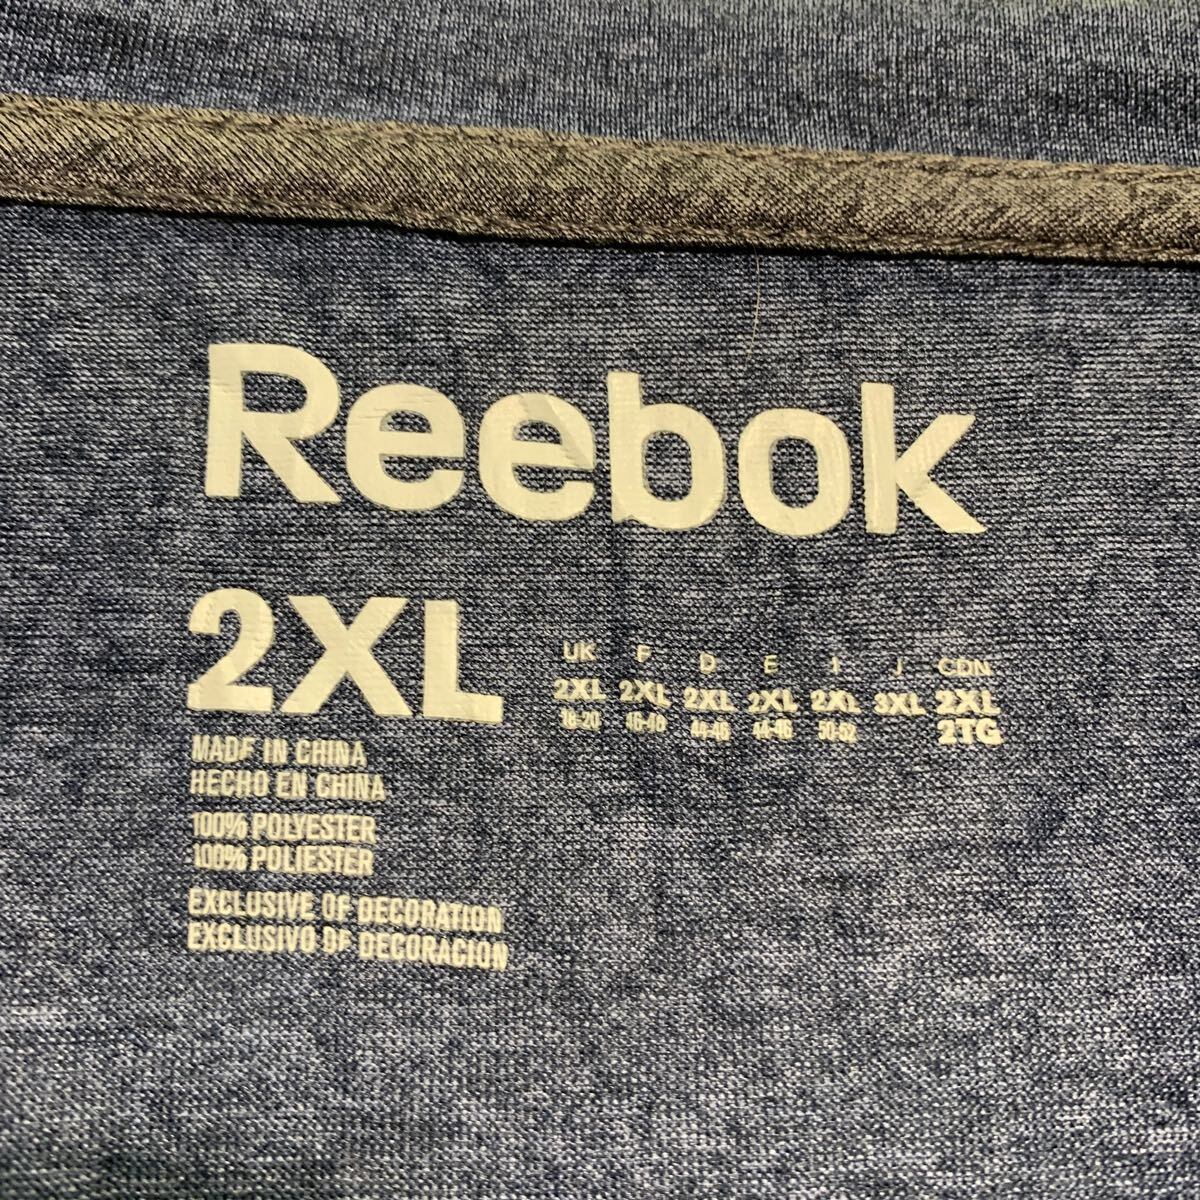 Reebok
2XL
UK F D E I J CDN
2XL 2XL 2XL 2XL 2XL 3XL 2XL
18-20 46-48 44-46 44-46 50-52 2TG
MADE IN CHINA
HECHO EN CHINA
100% POLYESTER
100% POLIESTER
EXCLUSIVE OF DECORATION
EXCLUSIVO DE DECORACION